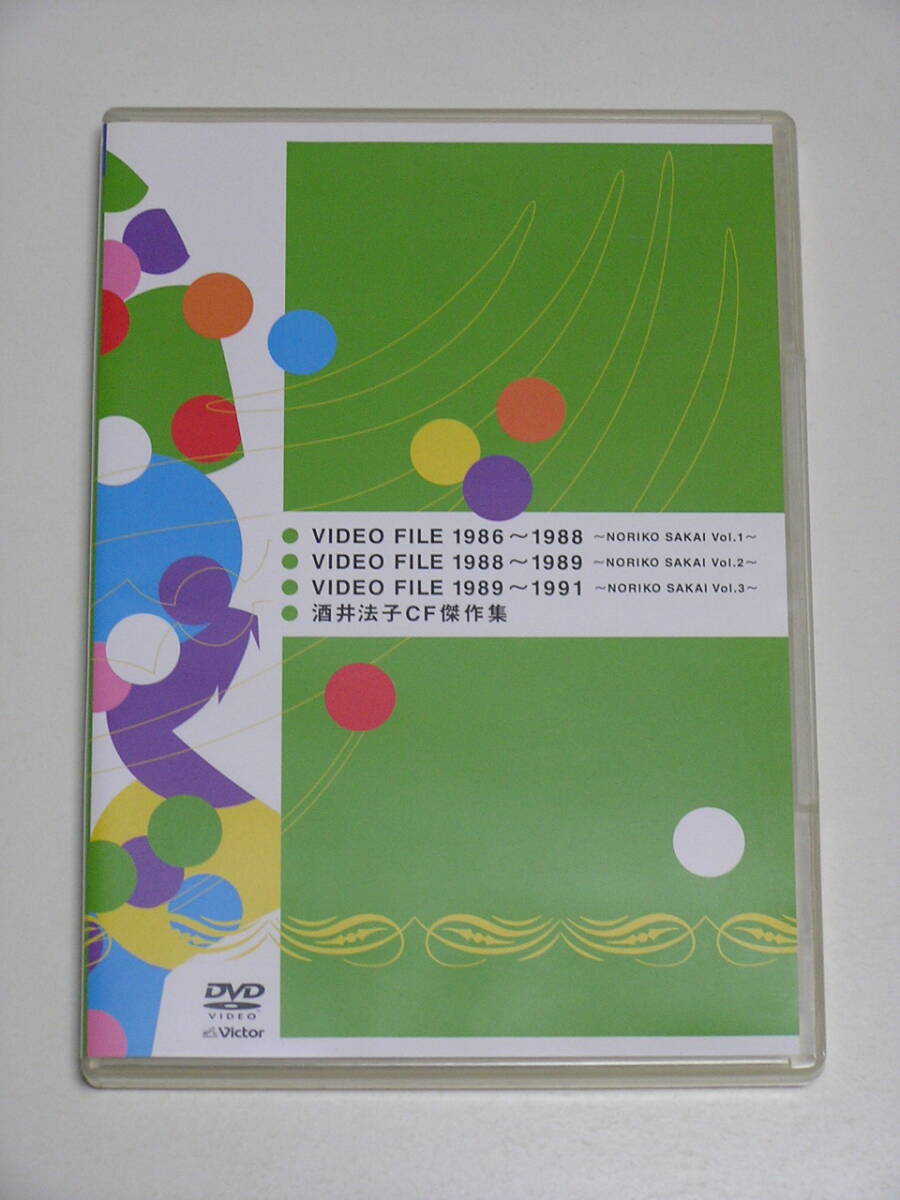 VIDEO FILE 1986～1988 ～NORIKO SAKAI Vol.1～
VIDEO FILE 1988～1989 ～NORIKO SAKAI Vol.2～
VIDEO FILE 1989～1991 ～NORIKO SAKAI Vol.3～
酒井法子CF傑作集
DVD
VIDEO
Victor